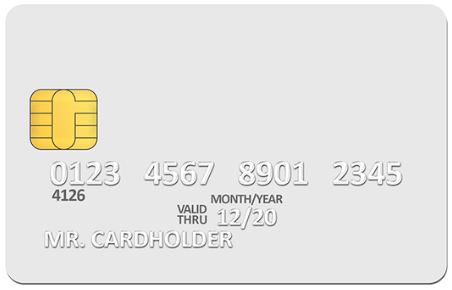 0123 4567 8901 2345
4126
MONTH/YEAR
VALID THRU 12/20
MR. CARDHOLDER